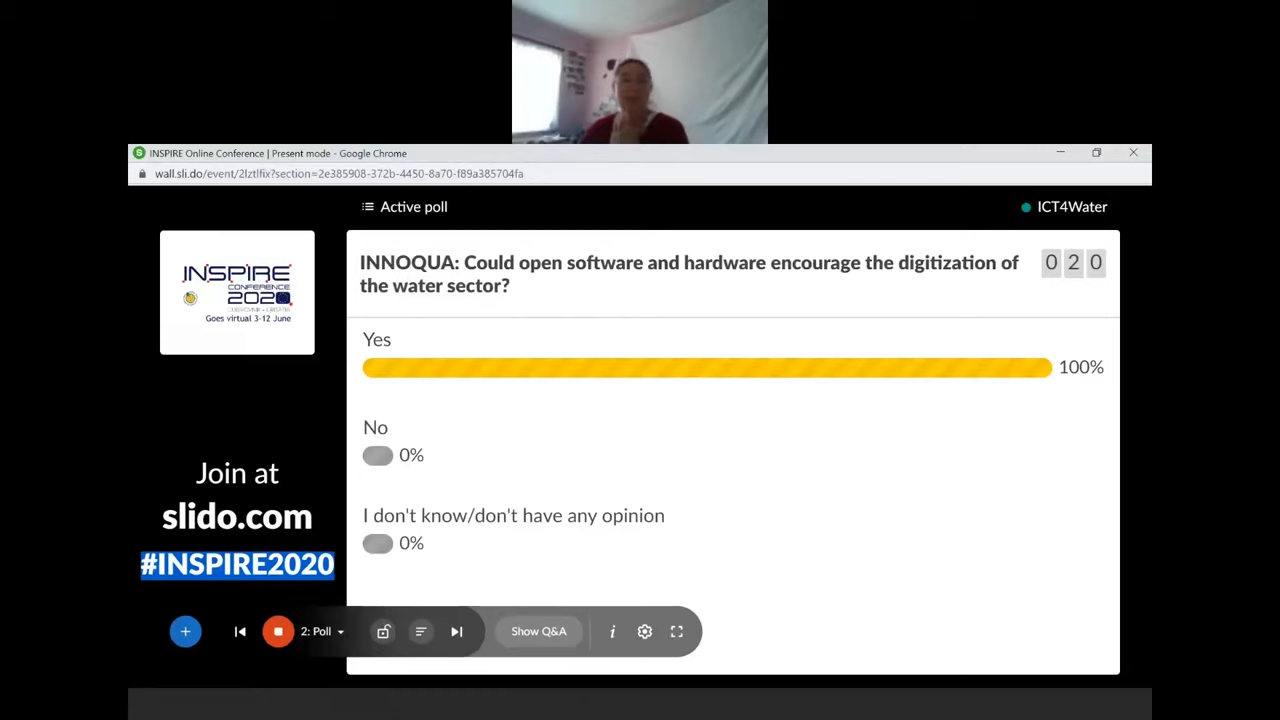 INSPIRE Online Conference | Present mode - Google Chrome
wall.sli.do/event/2lztlfix?section=2e385908-372b-4450-8a70-f89a385704fa
Active poll
ICT4Water
INSPIRE
CONFERENCE
2020
Goes virtual 3-12 June
INNOQUA: Could open software and hardware encourage the digitization of
the water sector?
0 2 0
Yes
100%
No
0%
I don't know/don't have any opinion
0%
Join at
slido.com
#INSPIRE2020
2: Poll
Show Q&A